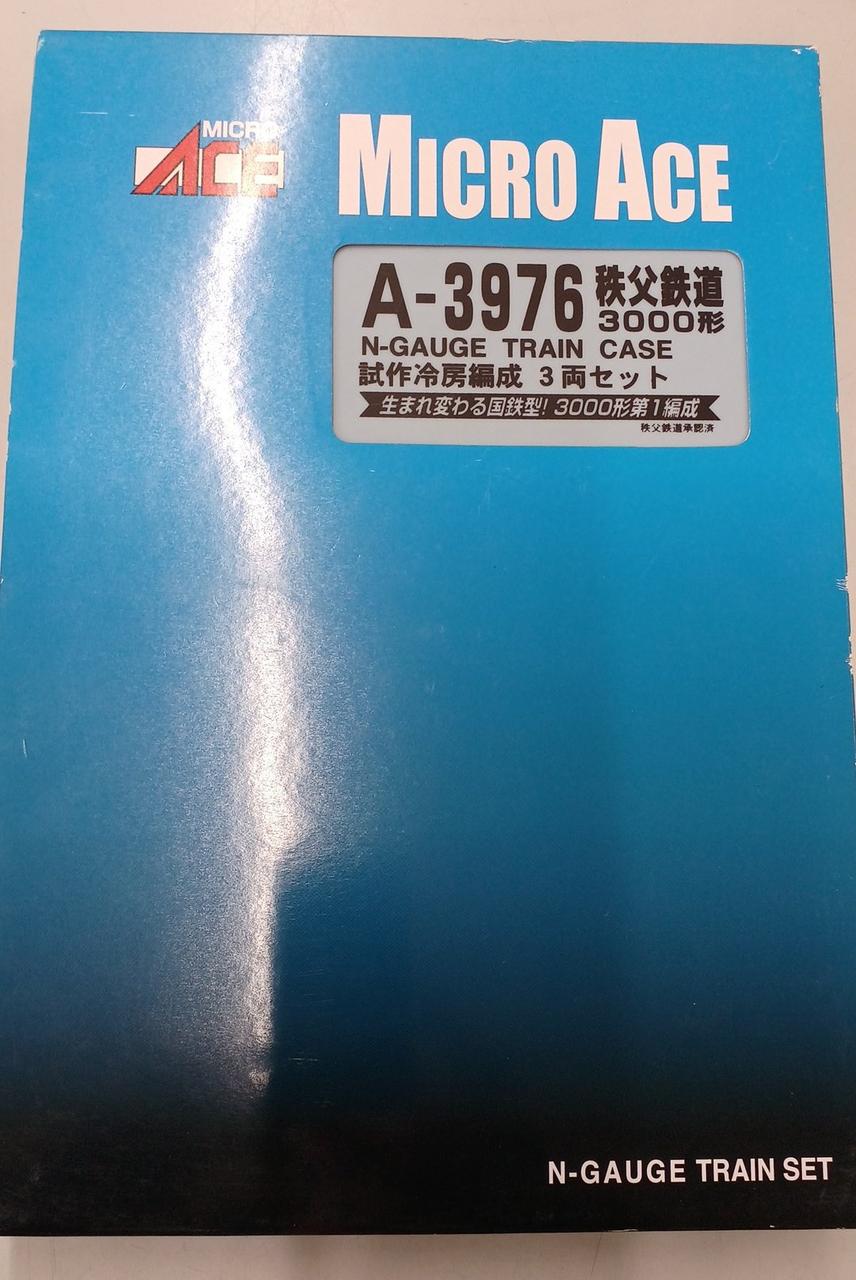 MICRO
ACE
MICRO ACE
A-3976 秩父鉄道
3000形
N-GAUGE TRAIN CASE
試作冷房編成 3両セット
生まれ変わる国鉄型! 3000形第1編成
秩父鉄道承認済
N-GAUGE TRAIN SET